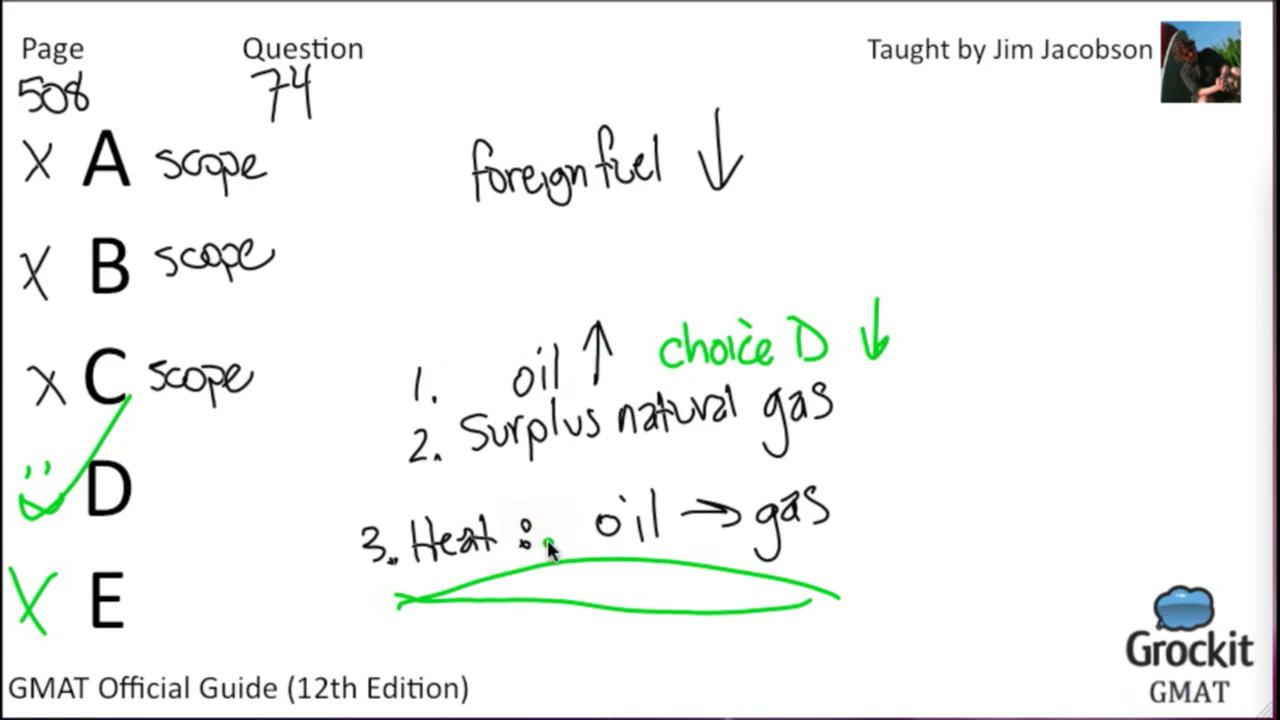 Page Question Taught by Jim Jacobson
508 74
X A scope foreign fuel ↓
X B scope
1. oil ↑ choice D ↓
X C scope
2. Surplus natural gas
D
3. Heat : oil → gas
X E
Grockit
GMAT
GMAT Official Guide (12th Edition)